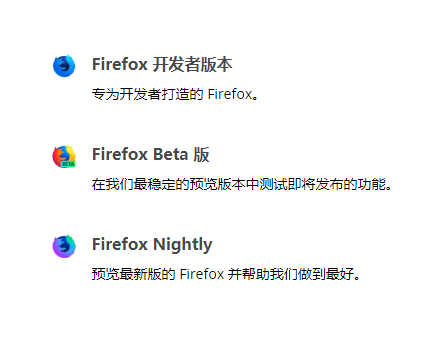 Firefox 开发者版本
专为开发者打造的 Firefox。
BETA
Firefox Beta 版
在我们最稳定的预览版本中测试即将发布的功能。
Firefox Nightly
预览最新版的 Firefox 并帮助我们做到最好。